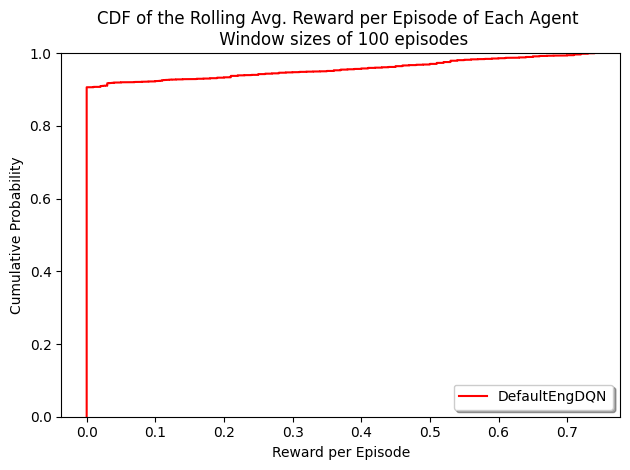 CDF of the Rolling Avg. Reward per Episode of Each Agent
Window sizes of 100 episodes
1.0
0.8
0.6
0.4
0.2
0.0
Cumulative Probability
DefaultEngDQN
0.0 0.1 0.2 0.3 0.4 0.5 0.6 0.7
Reward per Episode